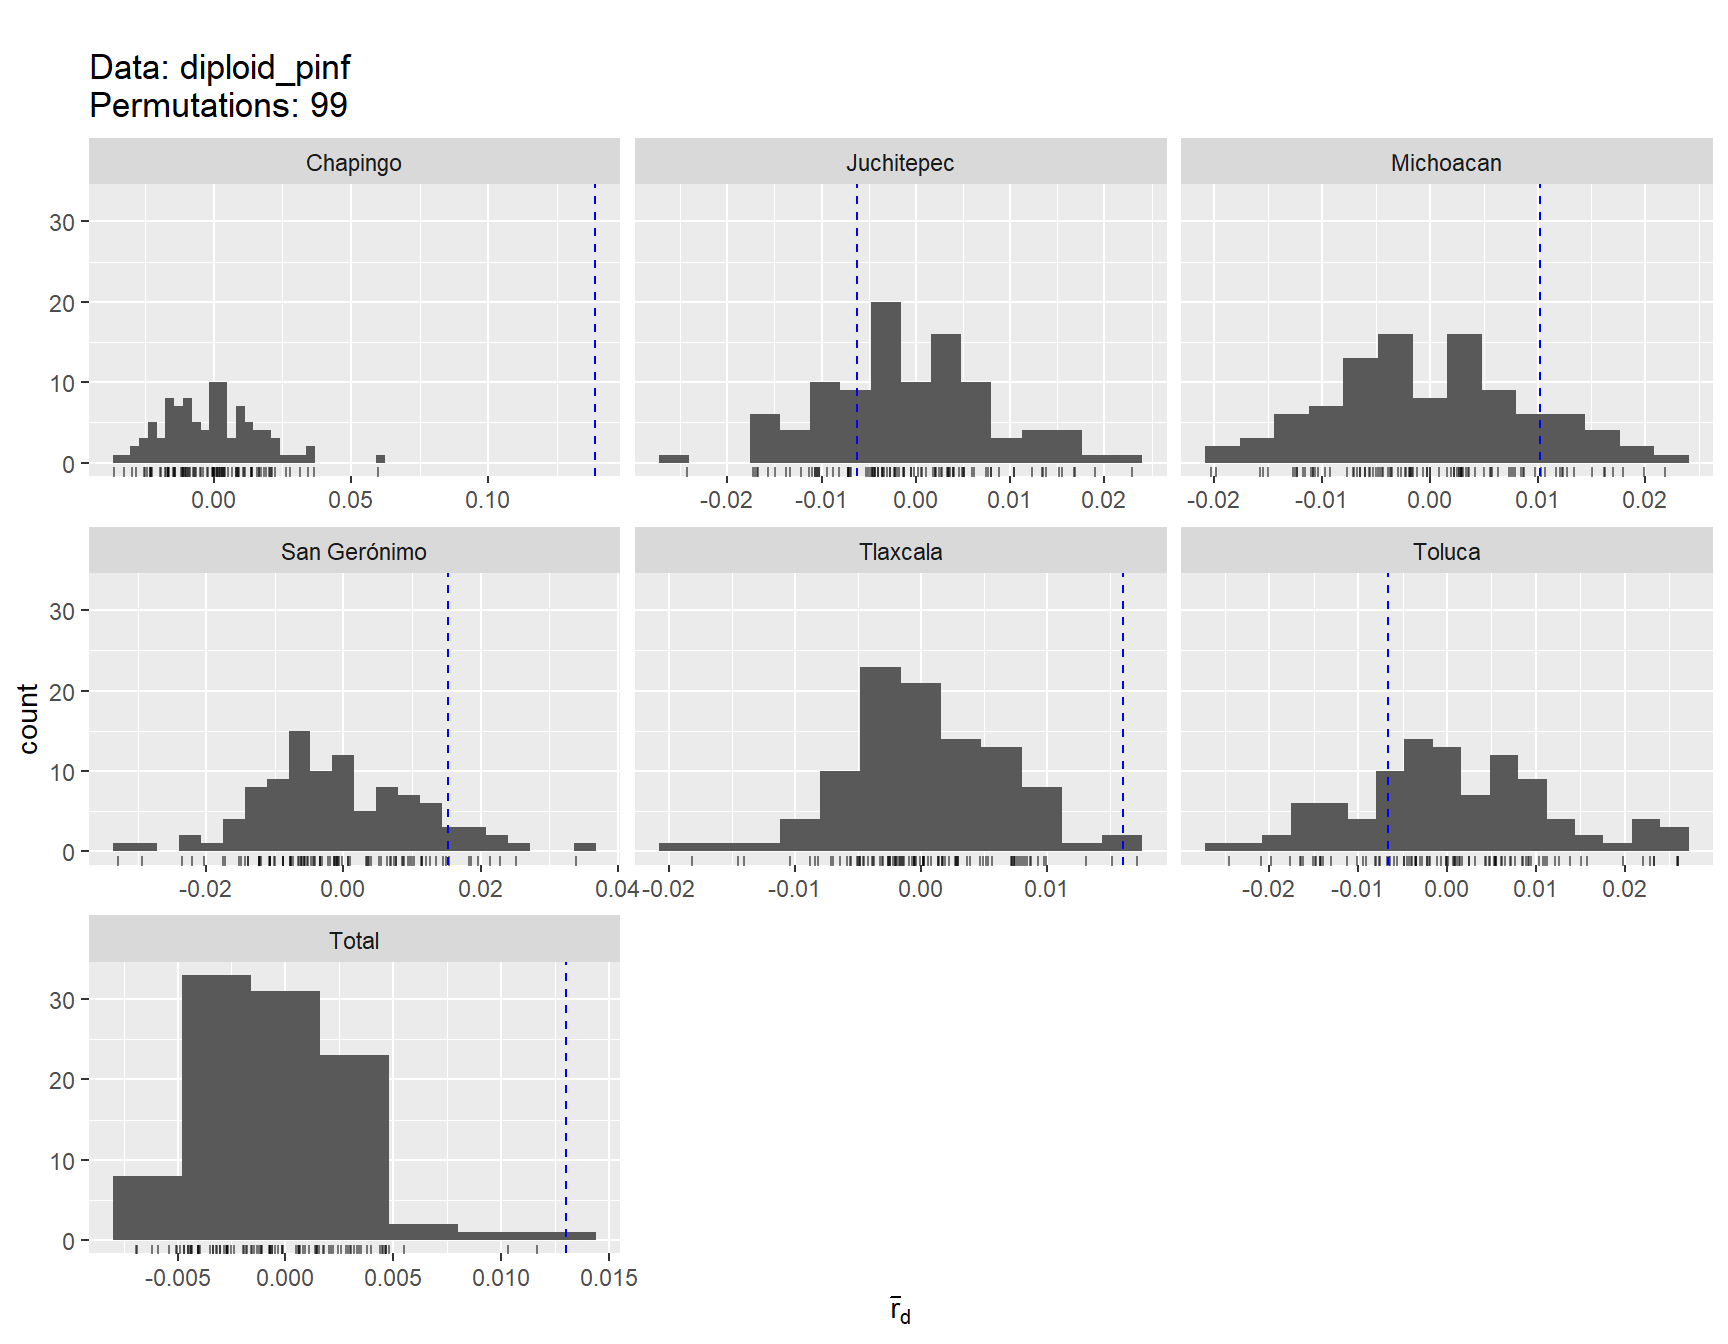 Data: diploid_pinf
Permutations: 99
Chapingo
Juchitepec
Michoacan
30
20
10
0
0.00 0.05 0.10
-0.02 -0.01 0.00 0.01 0.02
-0.02 -0.01 0.00 0.01 0.02
San Gerónimo
Tlaxcala
Toluca
30
20
10
0
-0.02 0.00 0.02 0.04
-0.02 -0.01 0.00 0.01
-0.02 -0.01 0.00 0.01 0.02
count
Total
30
20
10
0
-0.005 0.000 0.005 0.010 0.015
r̄d